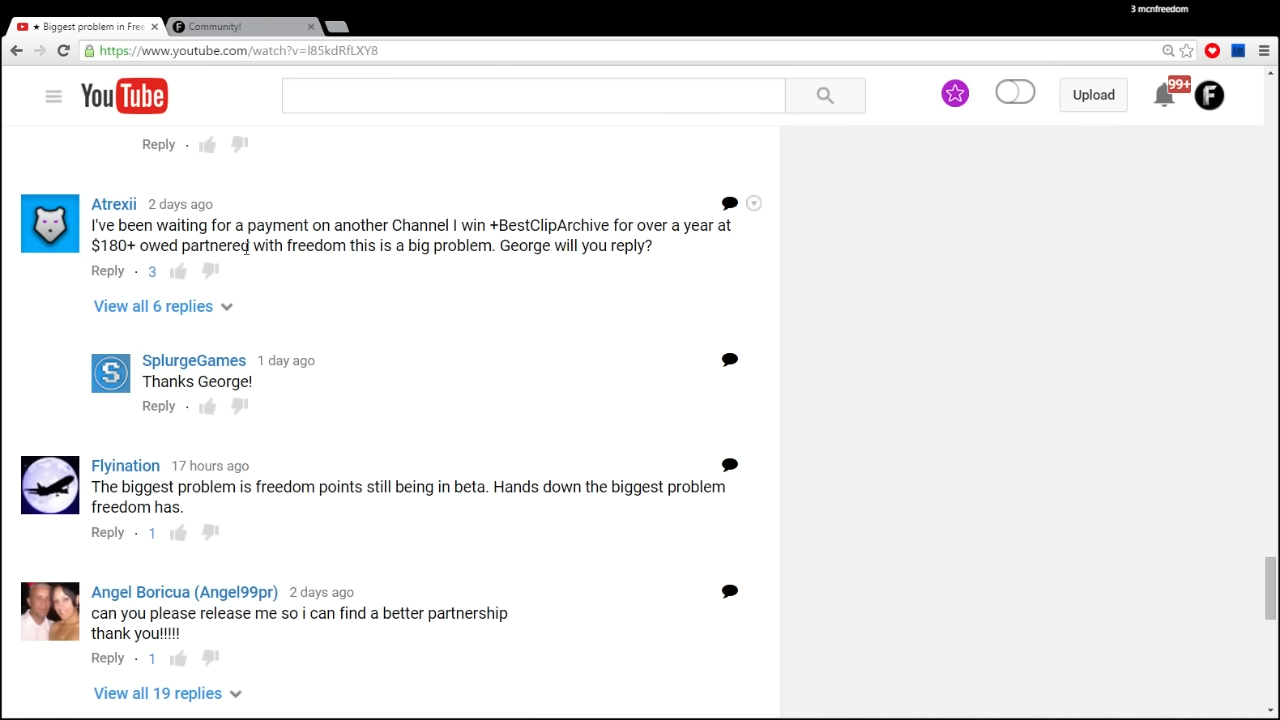 3 mcnfreedom
★ Biggest problem in Free
Community!
https://www.youtube.com/watch?v=l85kdRfLXY8
YouTube
Upload
99+
F
Reply ·
Atrexii 2 days ago
I've been waiting for a payment on another Channel I win +BestClipArchive for over a year at
$180+ owed partnered with freedom this is a big problem. George will you reply?
Reply · 3
View all 6 replies
SplurgeGames 1 day ago
S
Thanks George!
Reply ·
Flyination 17 hours ago
The biggest problem is freedom points still being in beta. Hands down the biggest problem
freedom has.
Reply · 1
Angel Boricua (Angel99pr) 2 days ago
can you please release me so i can find a better partnership
thank you!!!!!
Reply · 1
View all 19 replies